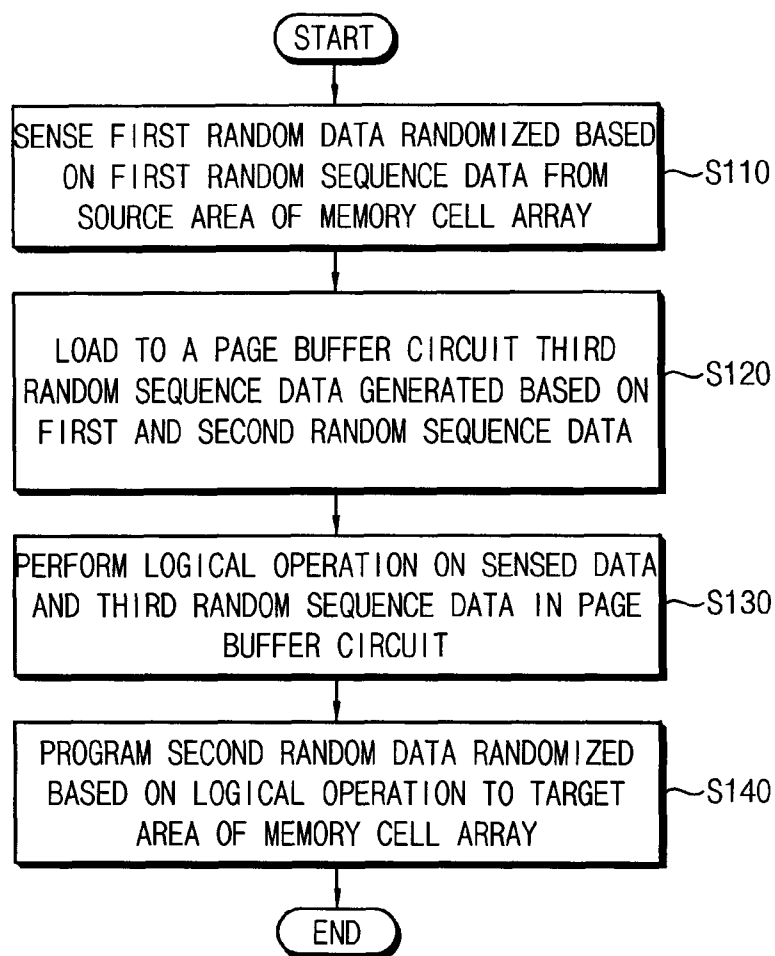 START
SENSE FIRST RANDOM DATA RANDOMIZED BASED
ON FIRST RANDOM SEQUENCE DATA FROM
SOURCE AREA OF MEMORY CELL ARRAY
S110
LOAD TO A PAGE BUFFER CIRCUIT THIRD
RANDOM SEQUENCE DATA GENERATED BASED ON
FIRST AND SECOND RANDOM SEQUENCE DATA
S120
PERFORM LOGICAL OPERATION ON SENSED DATA
AND THIRD RANDOM SEQUENCE DATA IN PAGE
BUFFER CIRCUIT
S130
PROGRAM SECOND RANDOM DATA RANDOMIZED
BASED ON LOGICAL OPERATION TO TARGET
AREA OF MEMORY CELL ARRAY
S140
END